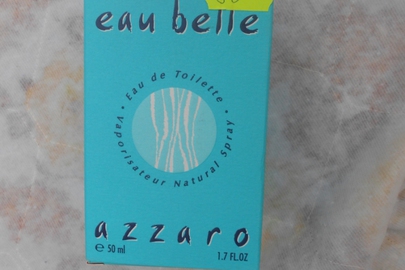 eau belle
Eau de Toilette • Vaporisateur Natural Spray •
azzaro
e 50 ml 1.7 FL.OZ